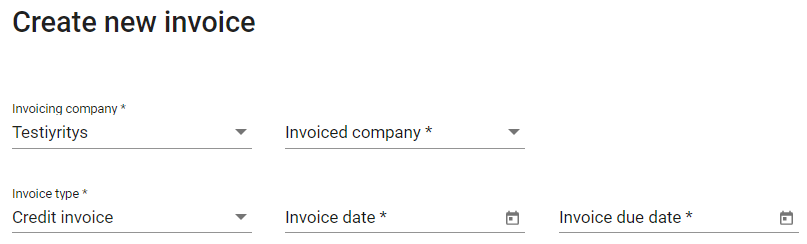 Create new invoice
Invoicing company *
Testiyritys
Invoiced company *
Invoice type *
Credit invoice
Invoice date *
Invoice due date *